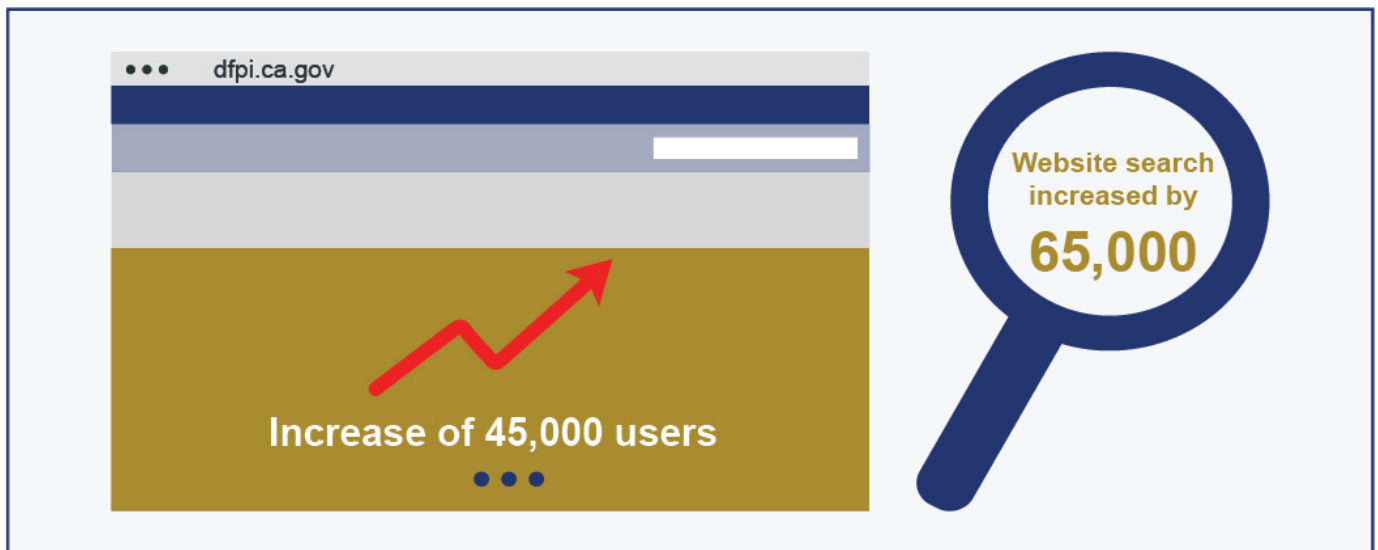 dfpi.ca.gov
Increase of 45,000 users
Website search
increased by
65,000